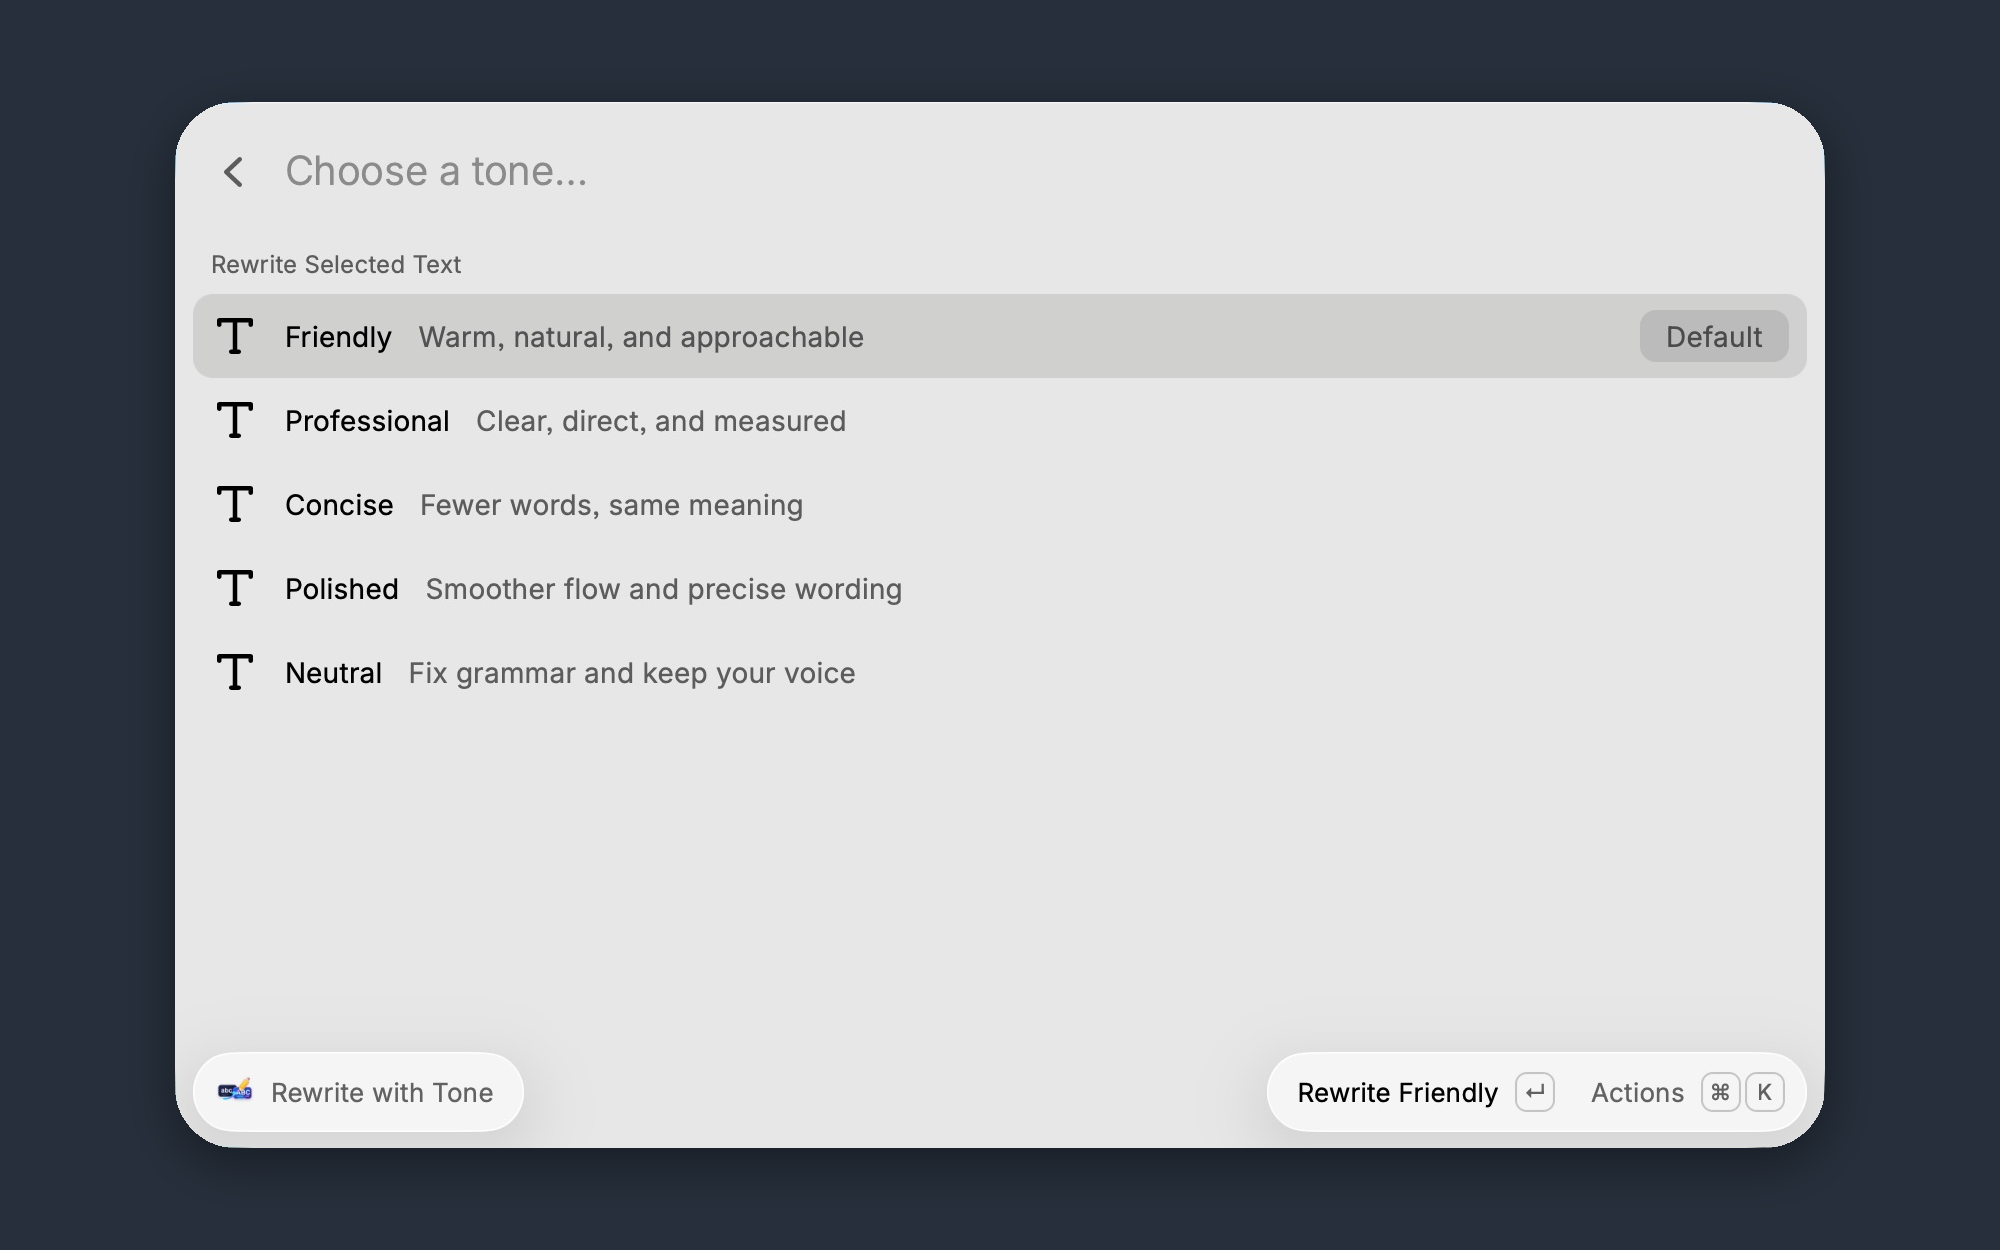 Choose a tone...
Rewrite Selected Text
Friendly Warm, natural, and approachable Default
Professional Clear, direct, and measured
Concise Fewer words, same meaning
Polished Smoother flow and precise wording
Neutral Fix grammar and keep your voice
abc ABC Rewrite with Tone Rewrite Friendly ↵ Actions ⌘ K